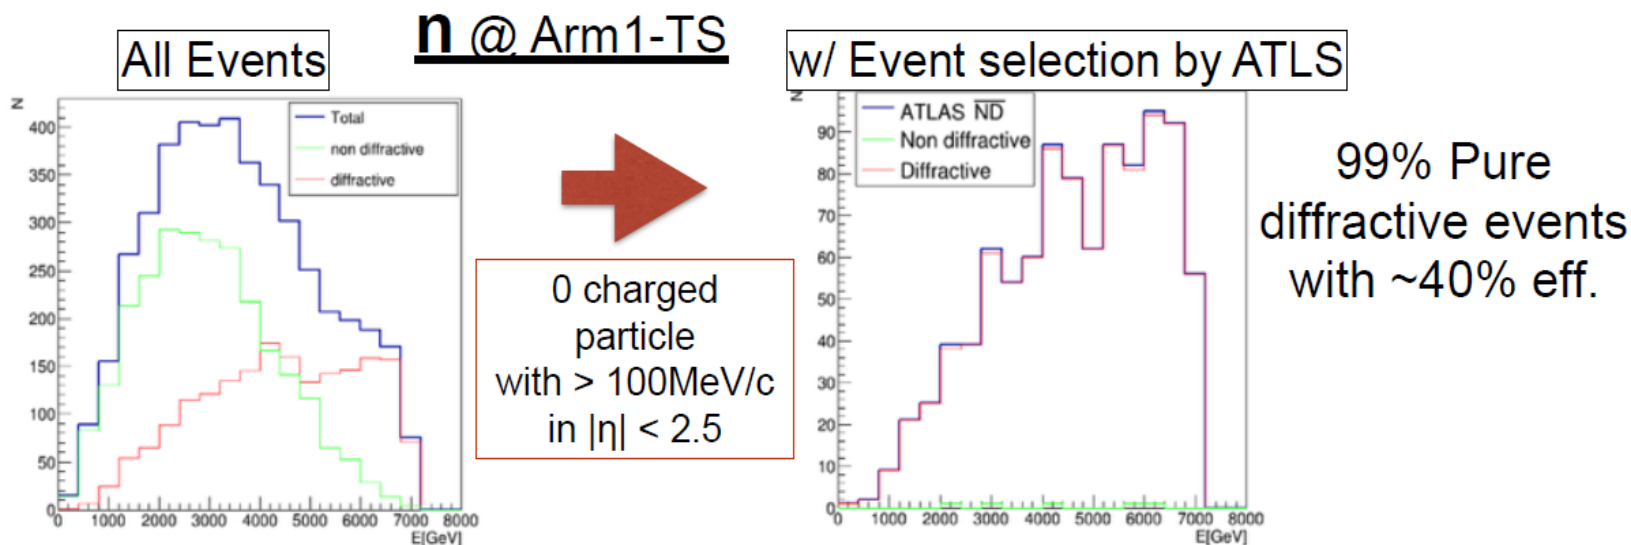 n @ Arm1-TS
All Events
N
400
350
300
250
200
150
100
50
0
Total
non diffractive
diffractive
0 1000 2000 3000 4000 5000 6000 7000 8000
E[GeV]
0 charged
particle
with > 100MeV/c
in |η| < 2.5
w/ Event selection by ATLS
N
90
80
70
60
50
40
30
20
10
0
ATLAS N̅D̅
Non diffractive
Diffractive
0 1000 2000 3000 4000 5000 6000 7000 8000
E[GeV]
99% Pure
diffractive events
with ~40% eff.